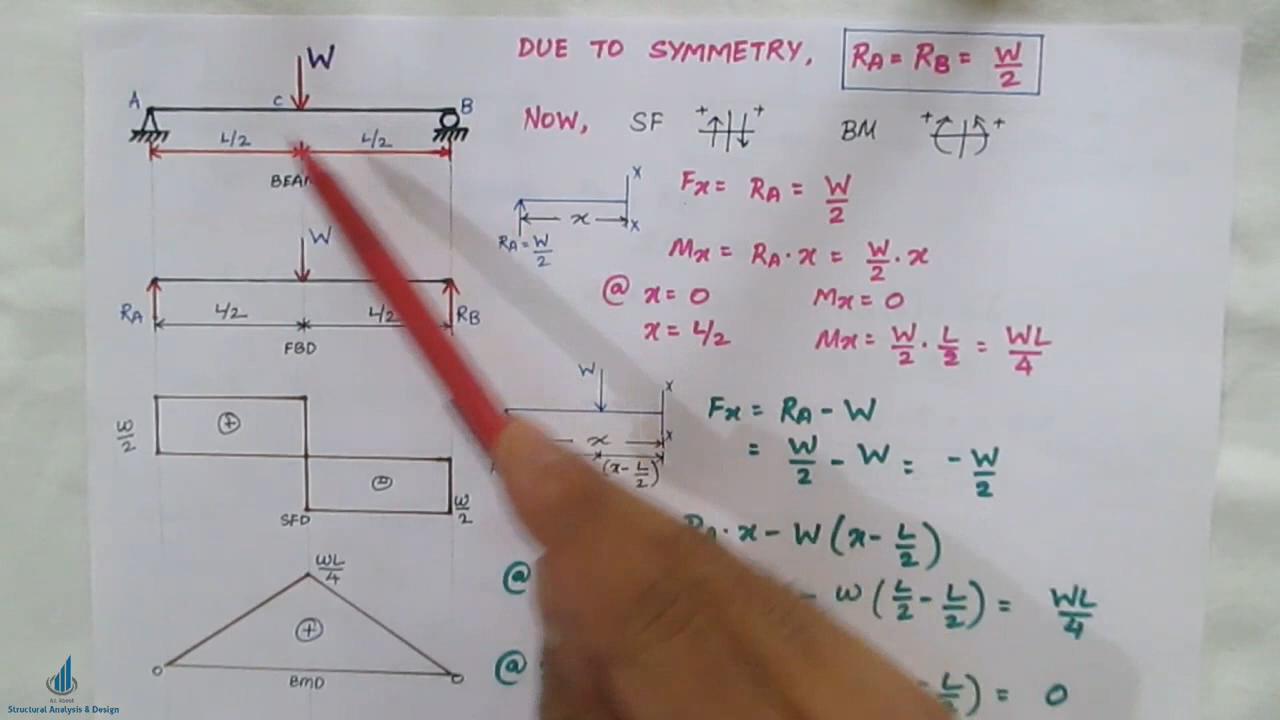 W
A
C
B
L/2
L/2
BEAM
W
RA
L/2
L/2
RB
FBD
W/2
+
−
SFD
W/2
WL/4
+
O
BMD
O
DUE TO SYMMETRY, RA = RB = W/2
NOW, SF + + BM + +
x
x
x
RA = W/2
Fx = RA = W/2
Mx = RA · x = W/2 · x
@ x = 0 Mx = 0
x = L/2 Mx = W/2 · L/2 = WL/4
W
x
x
x
(x - L/2)
Fx = RA - W
= W/2 - W = - W/2
RA · x - W (x - L/2)
@
- W (L/2 - L/2) = WL/4
@
- L/2) = 0
Structural Analysis & Design